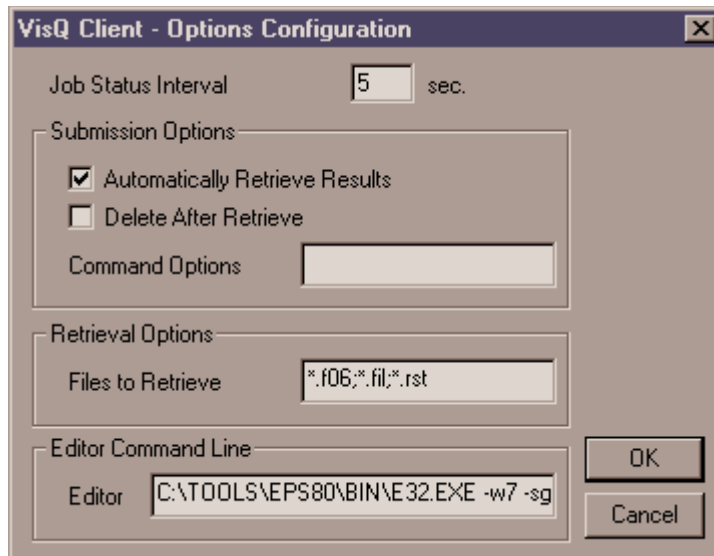 VisQ Client - Options Configuration
Job Status Interval 5 sec.
Submission Options
Automatically Retrieve Results
Delete After Retrieve
Command Options
Retrieval Options
Files to Retrieve *.f06;*.fil;*.rst
Editor Command Line
Editor C:\TOOLS\EPS80\BIN\E32.EXE -w7 -sg
OK
Cancel